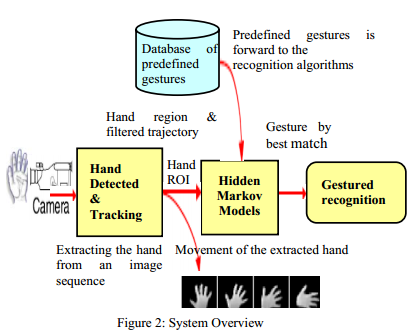 Database of
predefined
gestures
Predefined gestures is
forward to the
recognition algorithms
Hand region &
filtered trajectory
Gesture by
best match
Camera
Hand
Detected
&
Tracking
Hand
ROI
Hidden
Markov
Models
Gestured
recognition
Extracting the hand
from an image
sequence
Movement of the extracted hand
Figure 2: System Overview